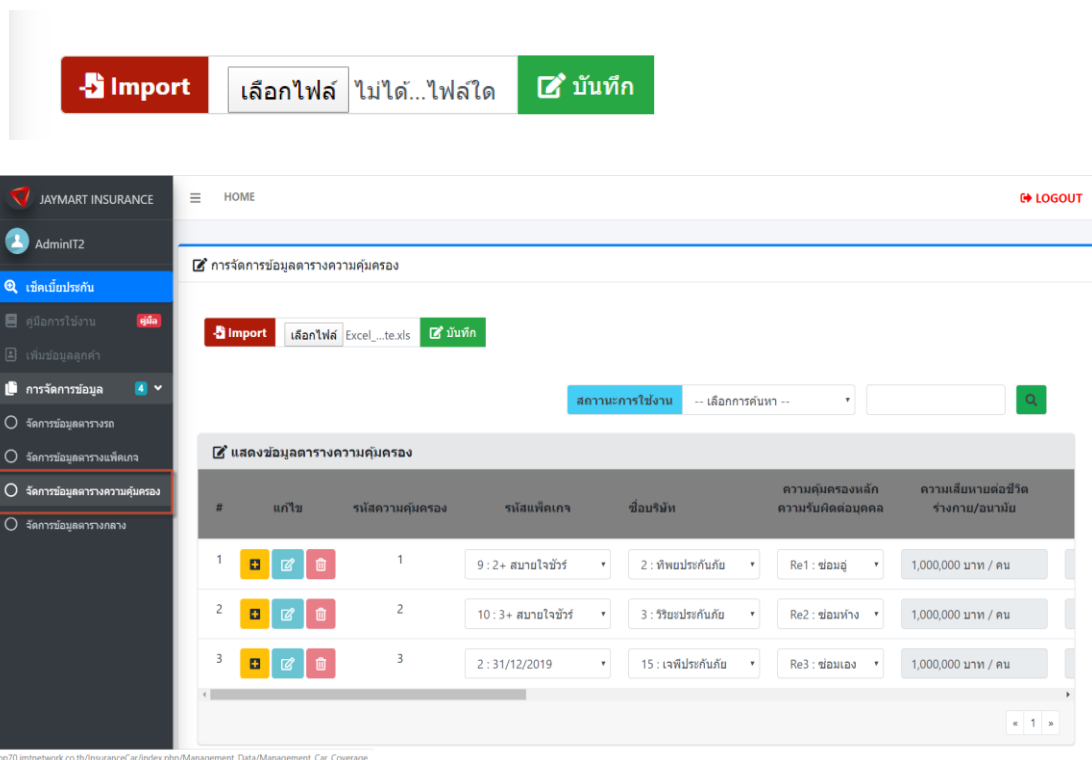 Import เลือกไฟล์ ไม่ได้...ไฟล์ใด บันทึก
JAYMART INSURANCE
HOME
LOGOUT
AdminIT2
การจัดการข้อมูลตารางความคุ้มครอง
เช็คเบี้ยประกัน
คู่มือการใช้งาน คู่มือ
เพิ่มข้อมูลลูกค้า
การจัดการข้อมูล 4
จัดการข้อมูลตารางรถ
จัดการข้อมูลตารางแพ็คเกจ
จัดการข้อมูลตารางความคุ้มครอง
จัดการข้อมูลตารางกลาง
Import เลือกไฟล์ Excel_...te.xls บันทึก
สถานะการใช้งาน -- เลือกการค้นหา --
แสดงข้อมูลตารางความคุ้มครอง
# แก้ไข รหัสความคุ้มครอง รหัสแพ็กเกจ ชื่อบริษัท ความคุ้มครองหลัก ความเสียหายต่อชีวิต
ความรับผิดต่อบุคคล ร่างกาย/อนามัย
1 1 9 : 2+ สบายใจชัวร์ 2 : ทิพยประกันภัย Re1 : ซ่อมอู่ 1,000,000 บาท / คน
2 2 10 : 3+ สบายใจชัวร์ 3 : วิริยะประกันภัย Re2 : ซ่อมห้าง 1,000,000 บาท / คน
3 3 2 : 31/12/2019 15 : เจพีประกันภัย Re3 : ซ่อมเอง 1,000,000 บาท / คน
« 1 »